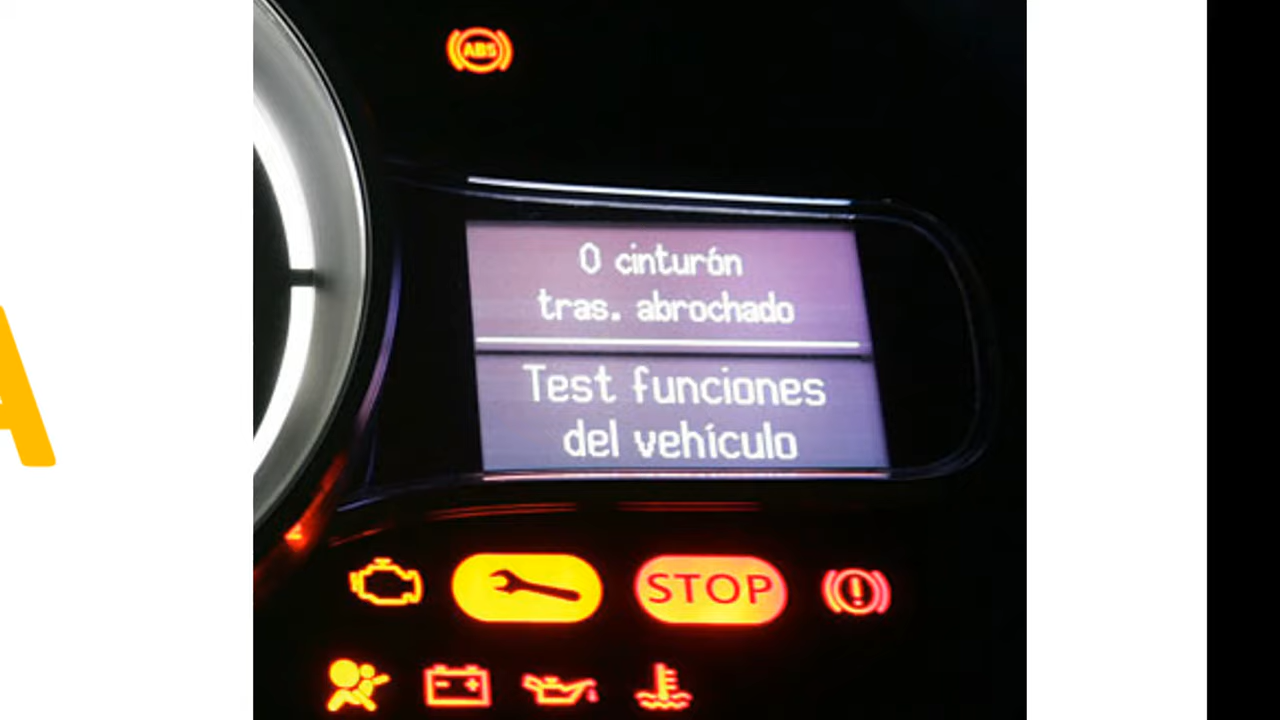 A
ABS
0 cinturón
tras. abrochado
Test funciones
del vehículo
STOP